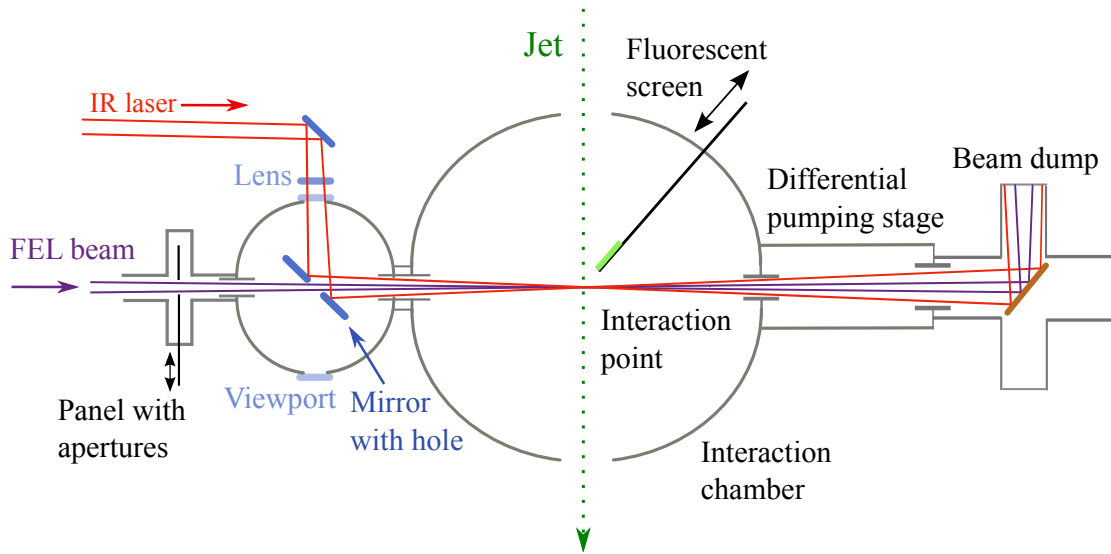 Jet
Fluorescent
screen
IR laser
Lens
Beam dump
Differential
pumping stage
FEL beam
Interaction
point
Viewport
Mirror
with hole
Panel with
apertures
Interaction
chamber